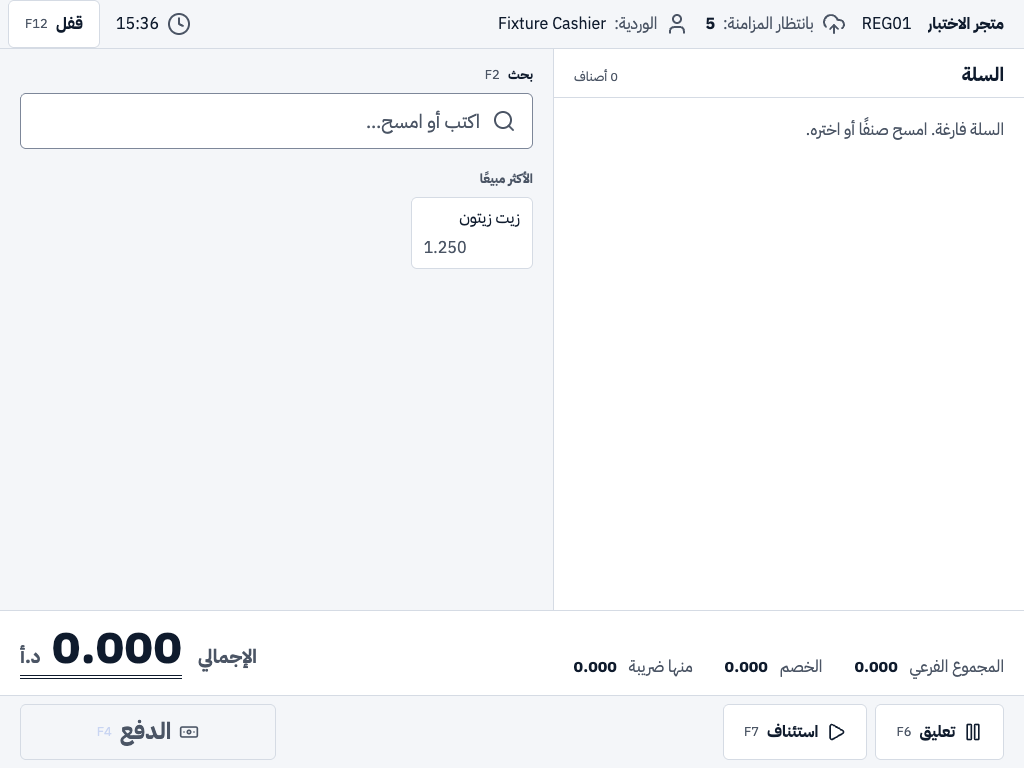 متجر الاختبار REG01 بانتظار المزامنة: 5 الوردية: Fixture Cashier 15:36 قفل F12
السلة 0 أصناف
السلة فارغة. امسح صنفًا أو اختره.
بحث F2
اكتب أو امسح...
الأكثر مبيعًا
زيت زيتون
1.250
المجموع الفرعي 0.000 الخصم 0.000 منها ضريبة 0.000
الإجمالي 0.000 د.أ
تعليق F6 استئناف F7 الدفع F4